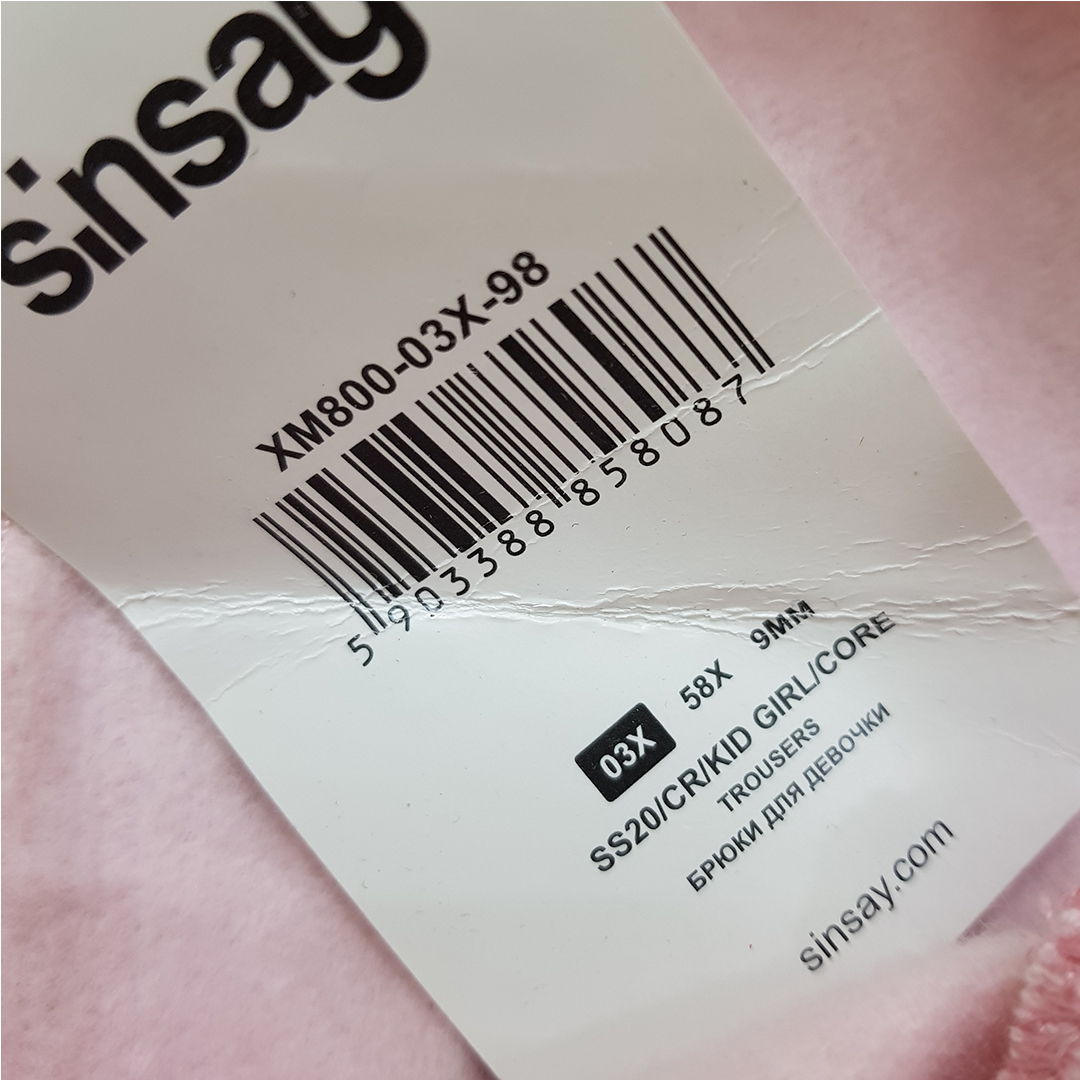 sinsay
XM800-03X-98
5 903388 858087
03X 58X 9MM
SS20/CR/KID GIRL/CORE
TROUSERS
БРЮКИ ДЛЯ ДЕВОЧКИ
sinsay.com